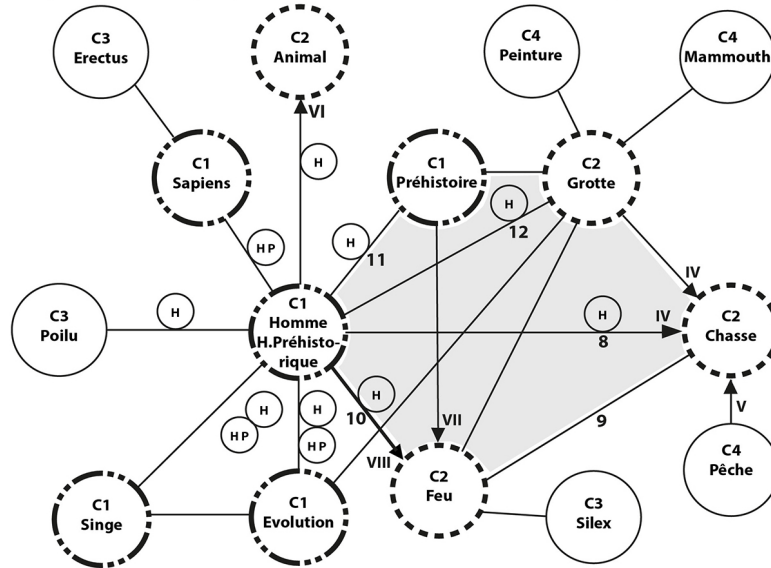 C3
Erectus
C2
Animal
C4
Peinture
C4
Mammouth
VI
C1
Sapiens
H
C1
Préhistoire
C2
Grotte
H
12
H P
H
11
IV
C3
Poilu
H
C1
Homme
H.Préhisto-
rique
H
8
IV
C2
Chasse
H
H P
H
H P
H
10
VIII
VII
9
V
C4
Pêche
C1
Singe
C1
Evolution
C2
Feu
C3
Silex